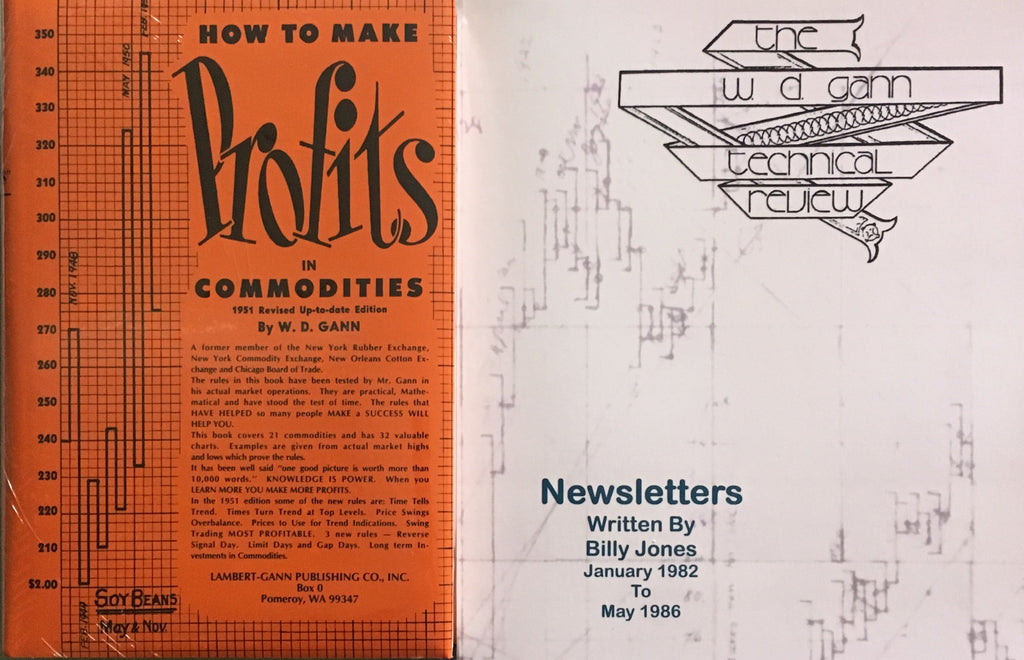 350
340
330
320
310
300
290
280
270
260
250
240
230
220
210
$2.00
MAY 1950
NOV. 1948
SOYBEANS
May & Nov.
HOW TO MAKE
Profits
IN
COMMODITIES
1951 Revised Up-to-date Edition
By W. D. GANN
A former member of the New York Rubber Exchange,
New York Commodity Exchange, New Orleans Cotton Ex-
change and Chicago Board of Trade.
The rules in this book have been tested by Mr. Gann in
his actual market operations. They are practical, Mathe-
matical and have stood the test of time. The rules that
HAVE HELPED so many people MAKE a SUCCESS WILL
HELP YOU.
This book covers 21 commodities and has 32 valuable
charts. Examples are given from actual market highs
and lows which prove the rules.
It has been well said "one good picture is worth more than
10,000 words." KNOWLEDGE IS POWER. When you
LEARN MORE YOU MAKE MORE PROFITS.
In the 1951 edition some of the new rules are: Time Tells
Trend. Times Turn Trend at Top Levels. Price Swings
Overbalance. Prices to Use for Trend Indications. Swing
Trading MOST PROFITABLE. 3 new rules — Reverse
Signal Day. Limit Days and Gap Days. Long term In-
vestments in Commodities.
LAMBERT-GANN PUBLISHING CO., INC.
Box 0
Pomeroy, WA 99347
the
w. d. gann
technical
review
Newsletters
Written By
Billy Jones
January 1982
To
May 1986